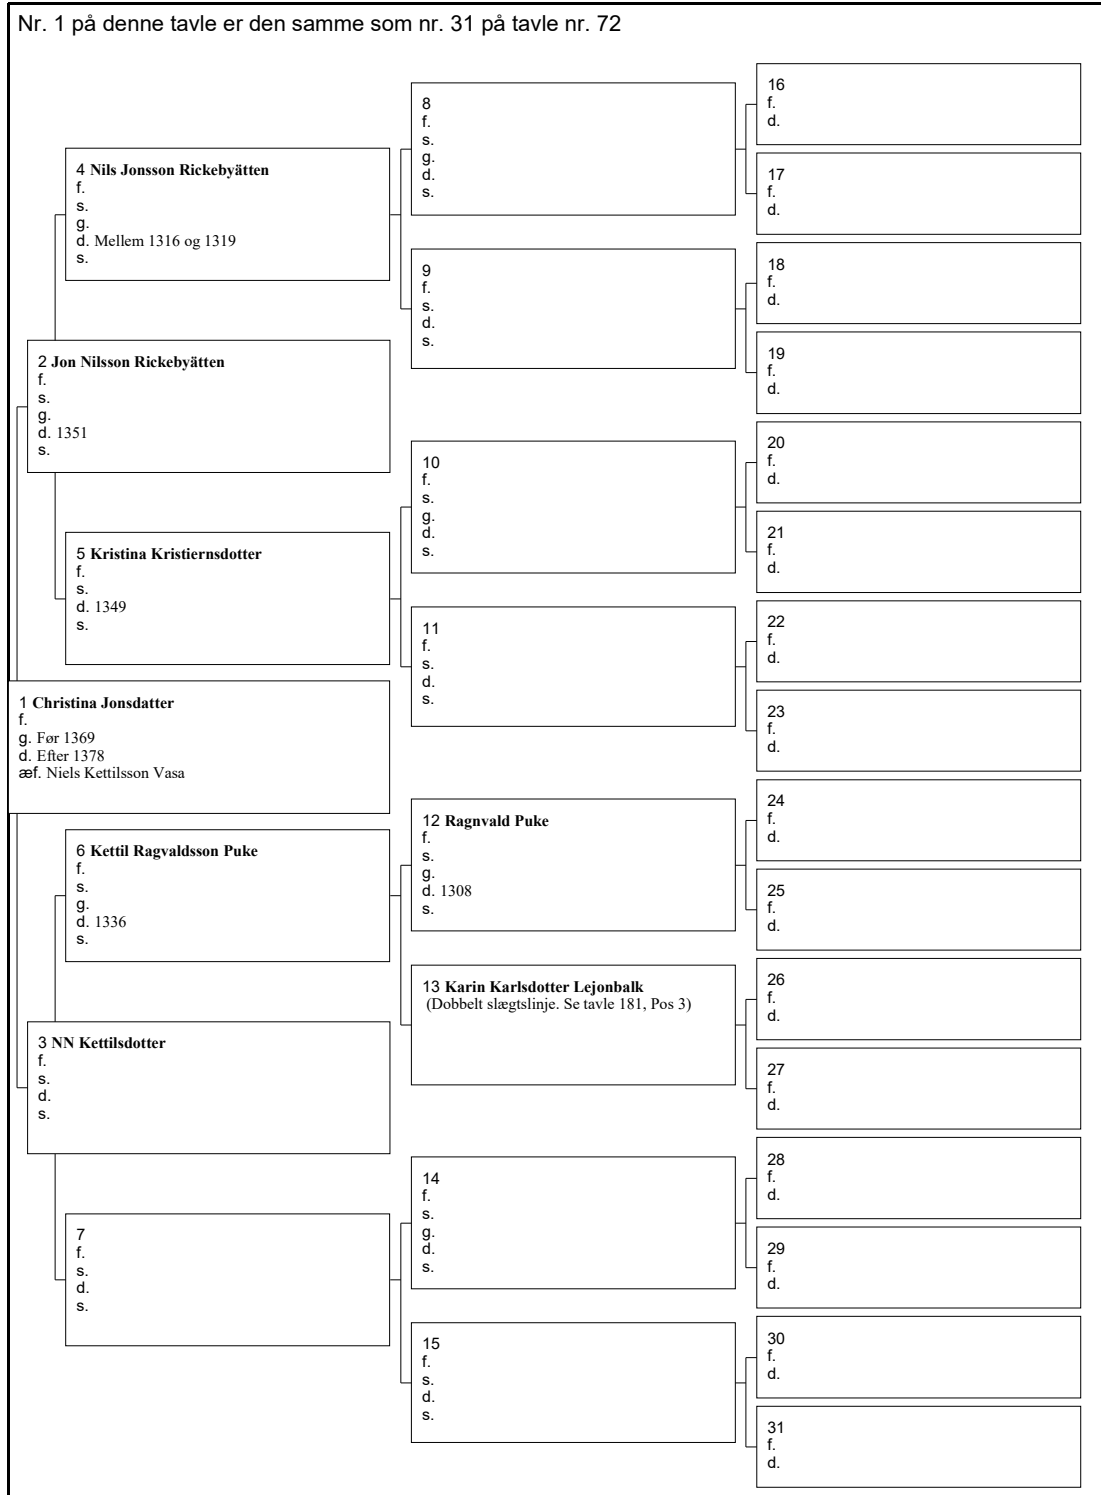 Nr. 1 på denne tavle er den samme som nr. 31 på tavle nr. 72
4 Nils Jonsson Rickebyätten
f.
s.
g.
d. Mellem 1316 og 1319
s.
2 Jon Nilsson Rickebyätten
f.
s.
g.
d. 1351
s.
5 Kristina Kristiernsdotter
f.
s.
d. 1349
s.
1 Christina Jonsdatter
f.
g. Før 1369
d. Efter 1378
æf. Niels Kettilsson Vasa
6 Kettil Ragvaldsson Puke
f.
s.
g.
d. 1336
s.
3 NN Kettilsdotter
f.
s.
d.
s.
7
f.
s.
d.
s.
8
f.
s.
g.
d.
s.
9
f.
s.
d.
s.
10
f.
s.
g.
d.
s.
11
f.
s.
d.
s.
12 Ragnvald Puke
f.
s.
g.
d. 1308
s.
13 Karin Karlsdotter Lejonbalk
(Dobbelt slægtslinje. Se tavle 181, Pos 3)
14
f.
s.
g.
d.
s.
15
f.
s.
d.
s.
16
f.
d.
17
f.
d.
18
f.
d.
19
f.
d.
20
f.
d.
21
f.
d.
22
f.
d.
23
f.
d.
24
f.
d.
25
f.
d.
26
f.
d.
27
f.
d.
28
f.
d.
29
f.
d.
30
f.
d.
31
f.
d.